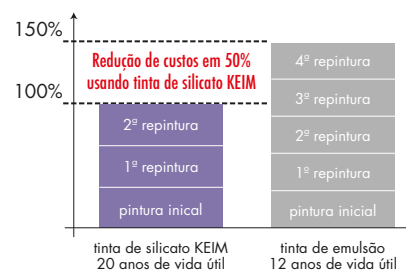 150%
Redução de custos em 50%
usando tinta de silicato KEIM
100%
4ª repintura
3ª repintura
2ª repintura
1ª repintura
pintura inicial
2ª repintura
1ª repintura
pintura inical
tinta de silicato KEIM
20 anos de vida útil
tinta de emulsão
12 anos de vida útil